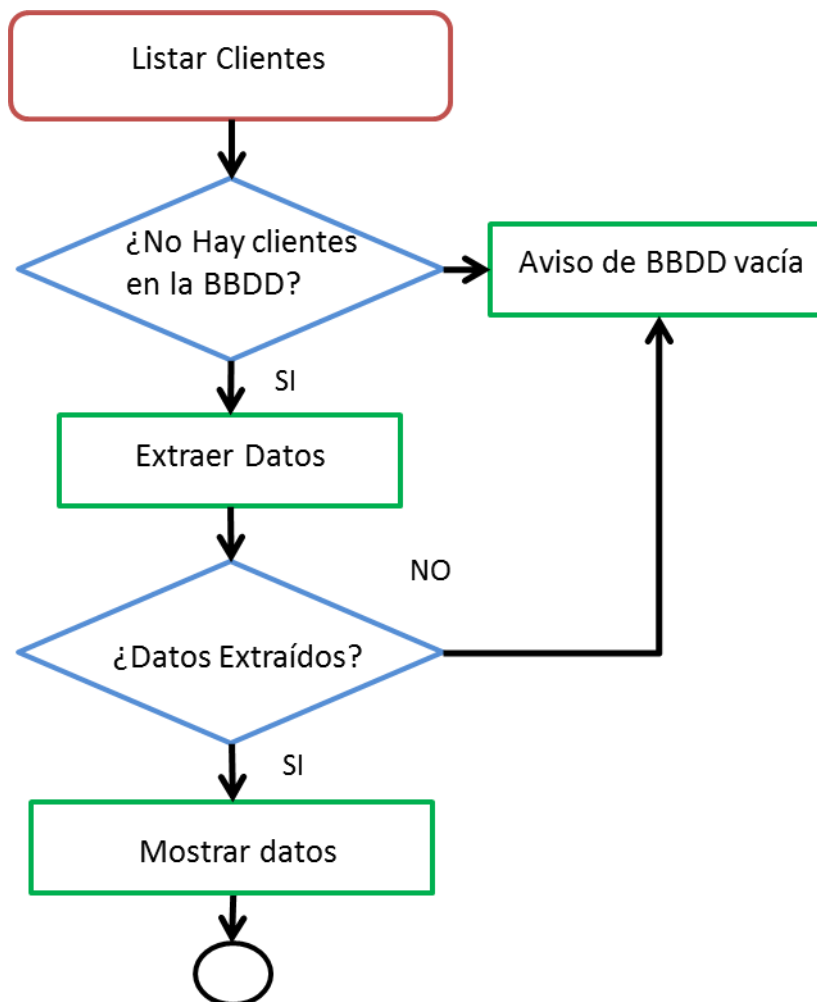 Listar Clientes
¿No Hay clientes
en la BBDD?
Aviso de BBDD vacía
SI
Extraer Datos
NO
¿Datos Extraídos?
SI
Mostrar datos